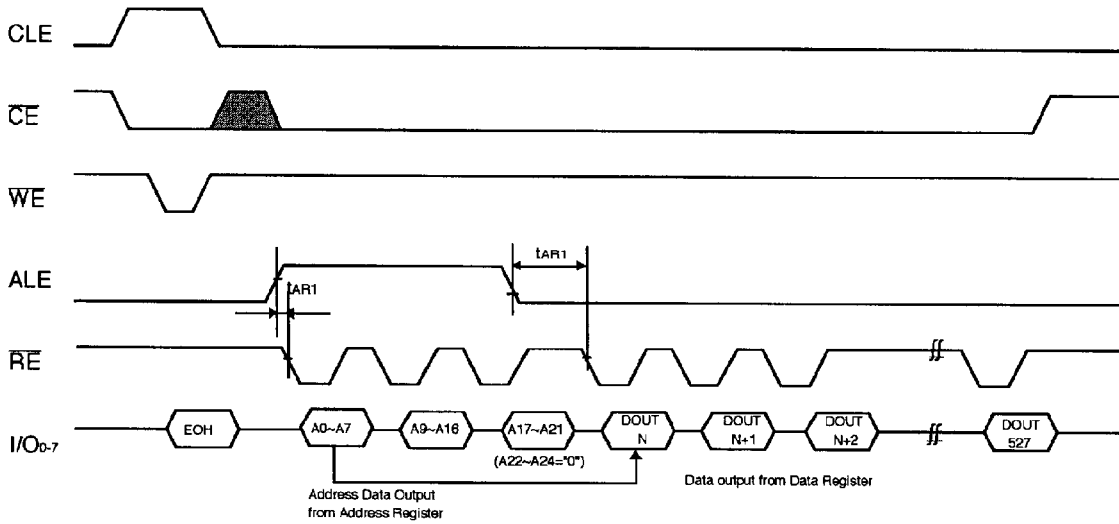 CLE
CE
WE
ALE
tAR1
tAR1
RE
I/O0-7
EOH
A0~A7
A9~A16
A17~A21
(A22~A24="0")
DOUT
N
DOUT
N+1
DOUT
N+2
DOUT
527
Address Data Output
from Address Register
Data output from Data Register